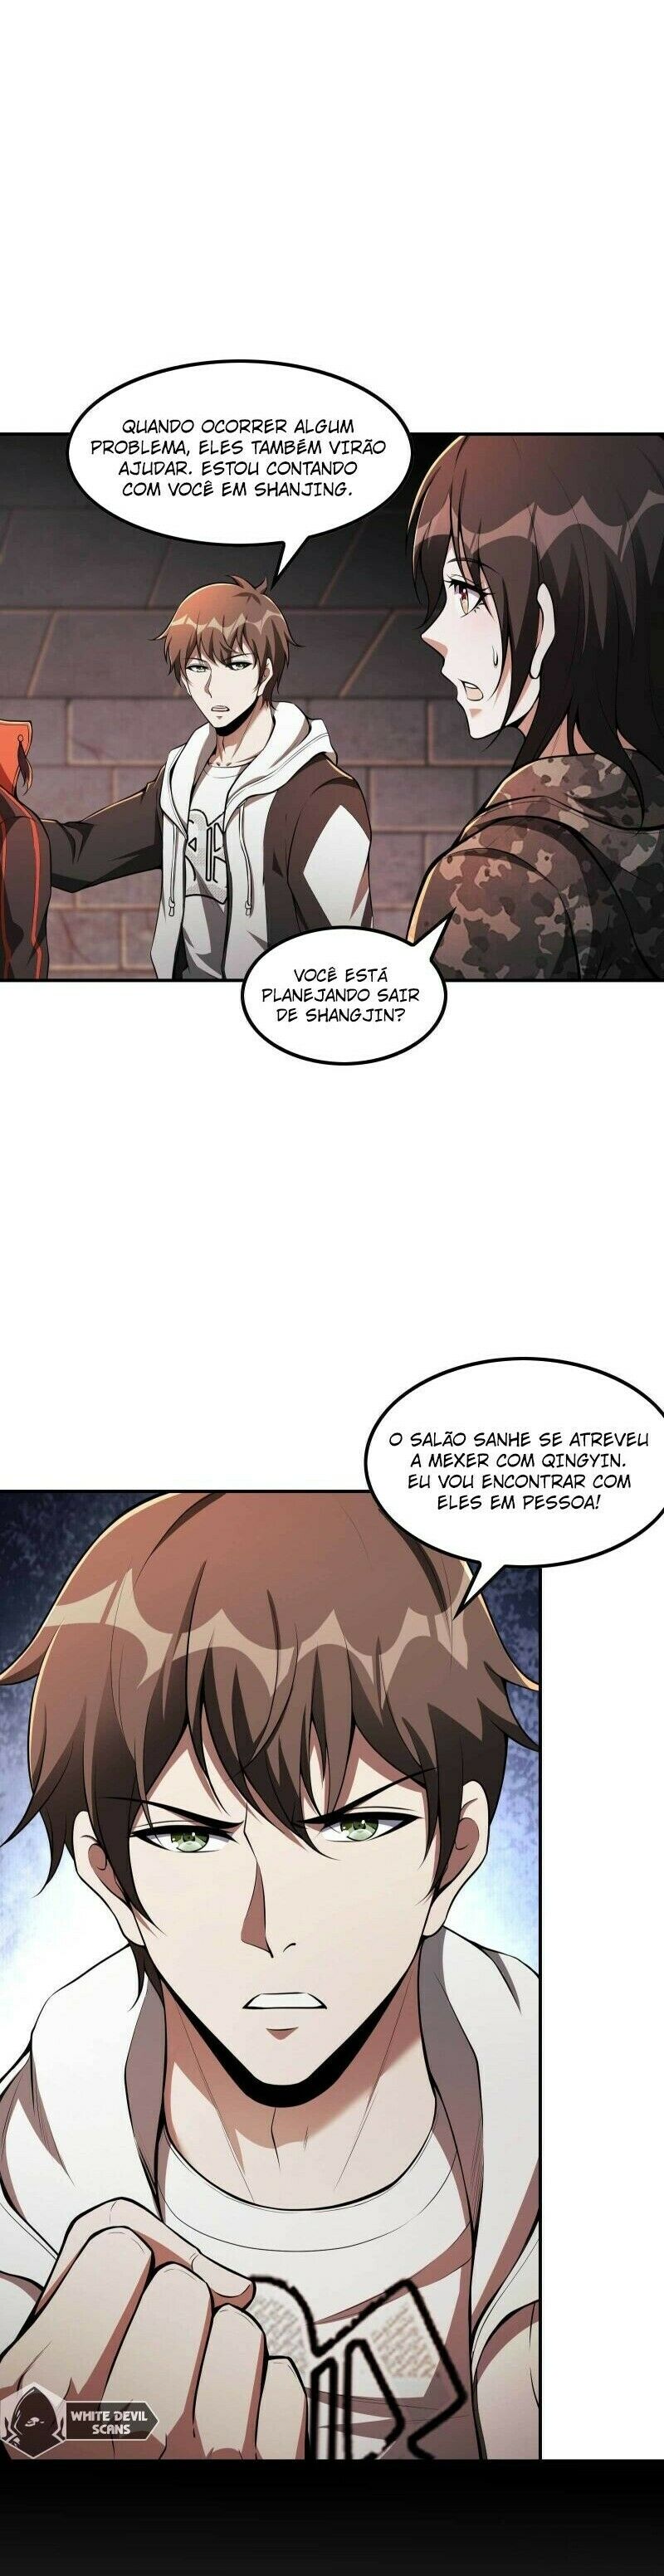 QUANDO OCORRER ALGUM
PROBLEMA, ELES TAMBÉM VIRÃO
AJUDAR. ESTOU CONTANDO
COM VOCÊ EM SHANJING.
VOCÊ ESTÁ
PLANEJANDO SAIR
DE SHANGJIN?
O SALÃO SANHE SE ATREVEU
A MEXER COM QINGYIN.
EU VOU ENCONTRAR COM
ELES EM PESSOA!
WHITE DEVIL
SCANS